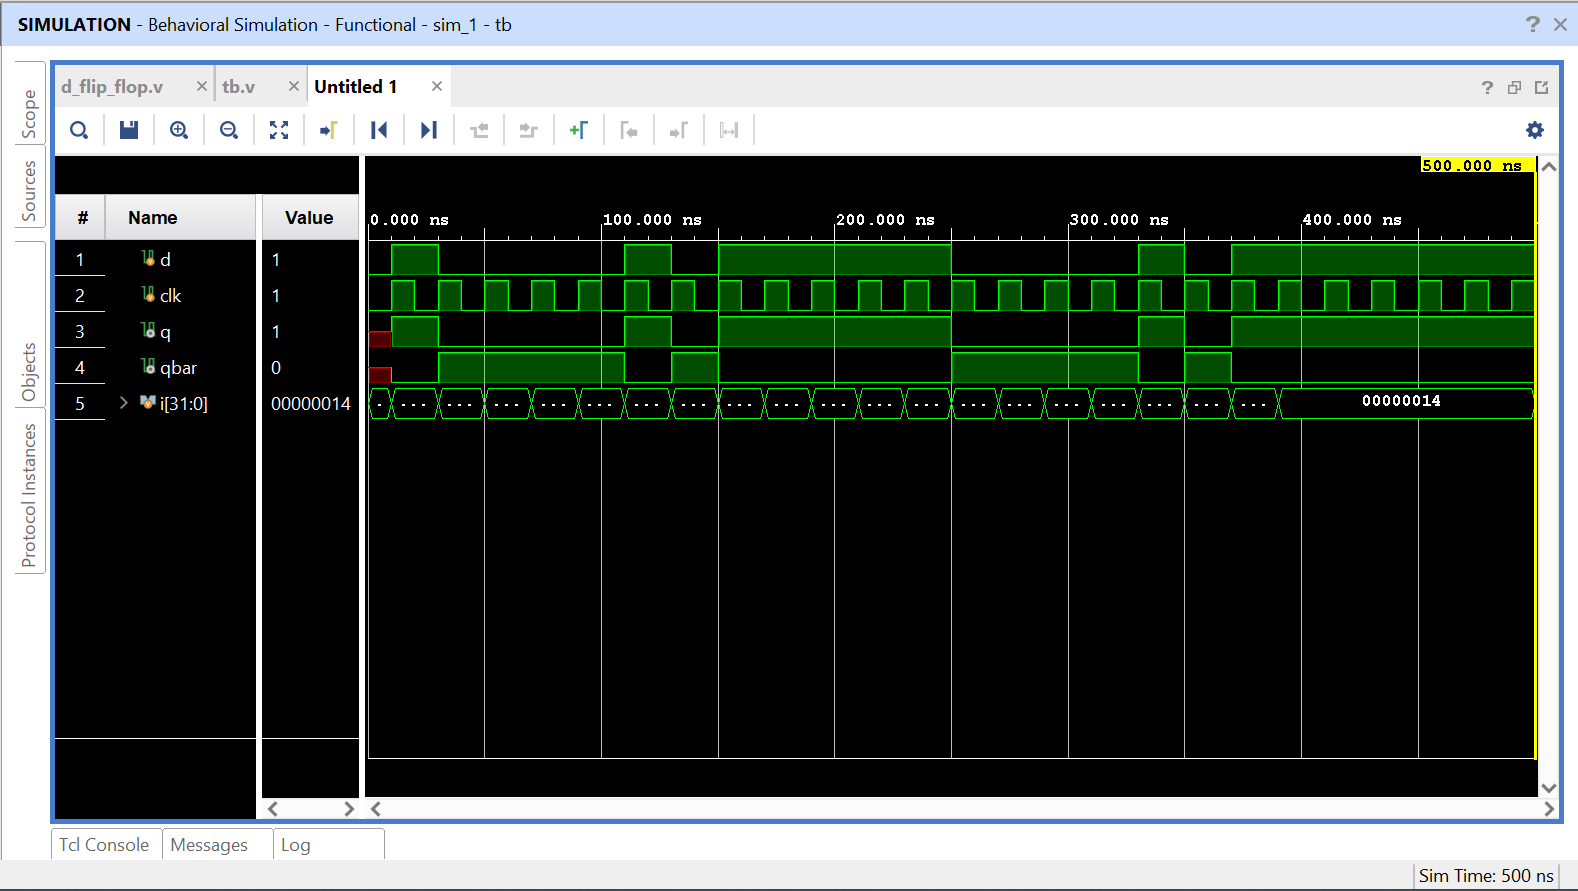 SIMULATION - Behavioral Simulation - Functional - sim_1 - tb
Scope
Sources
Objects
Protocol Instances
d_flip_flop.v
tb.v
Untitled 1
500.000 ns
# Name Value
0.000 ns 100.000 ns 200.000 ns 300.000 ns 400.000 ns
1 d 1
2 clk 1
3 q 1
4 qbar 0
5 i[31:0] 00000014 ... ... ... ... ... ... ... ... ... ... ... ... ... ... ... ... ... ... 00000014
Tcl Console Messages Log
Sim Time: 500 ns